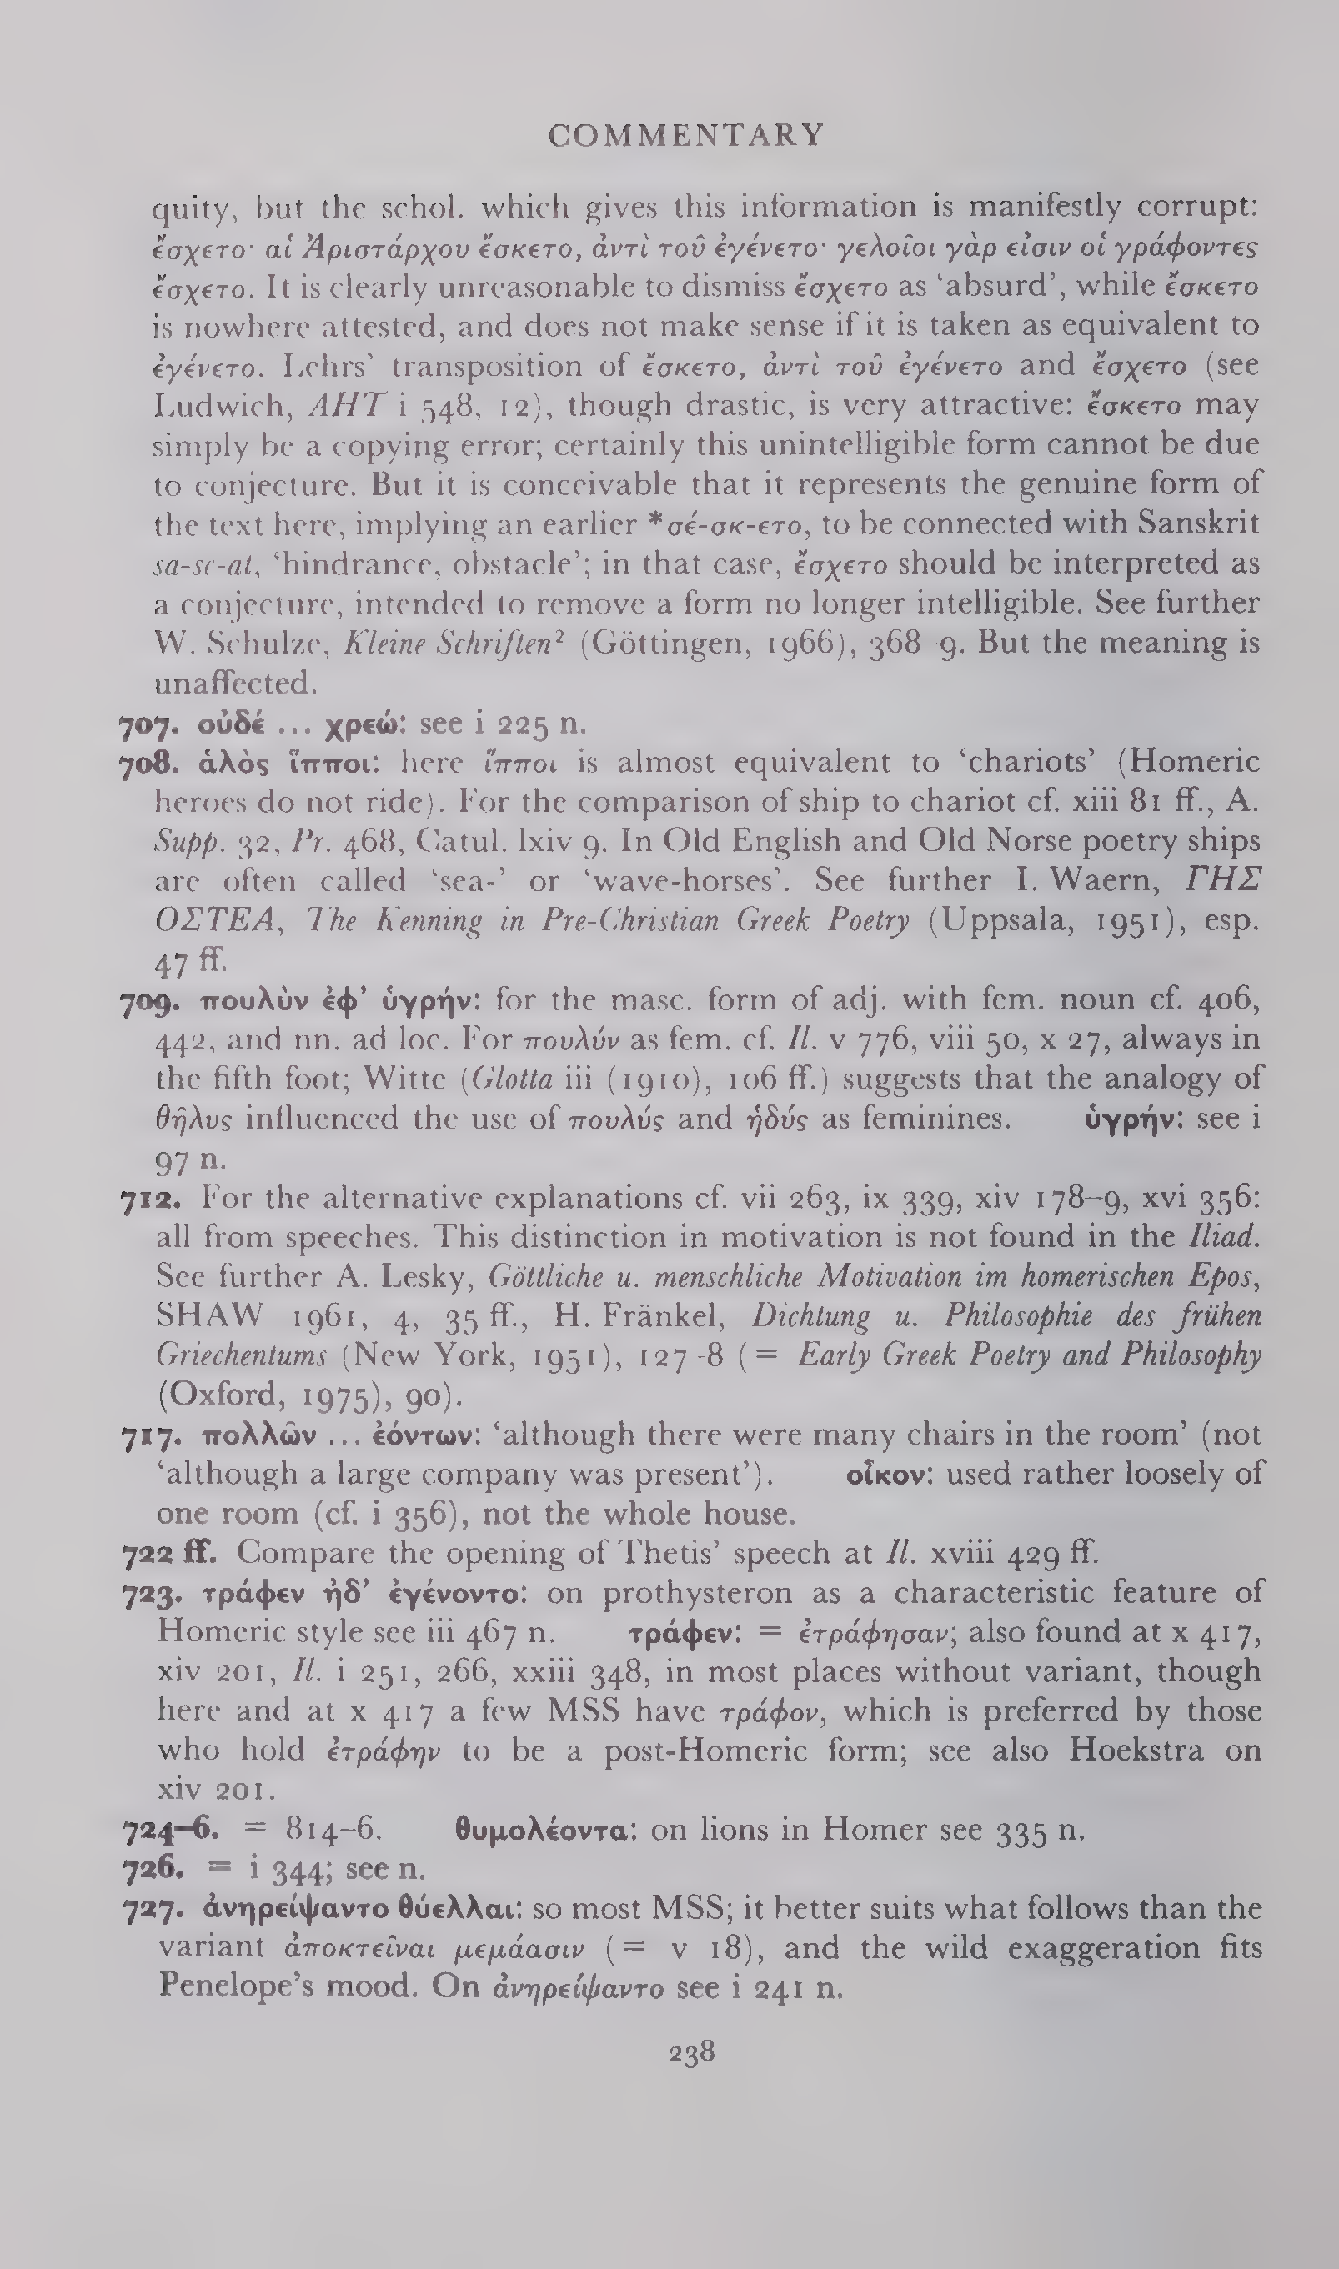 COMMENTARY
quity, but the schol. which gives this information is manifestly corrupt:
ἔσχετο· αἱ Ἀριστάρχου ἔσκετο, ἀντὶ τοῦ ἐγένετο· γελοῖοι γάρ εἰσιν οἱ γράφοντες
ἔσχετο. It is clearly unreasonable to dismiss ἔσχετο as ‘absurd’, while ἔσκετο
is nowhere attested, and does not make sense if it is taken as equivalent to
ἐγένετο. Lehrs’ transposition of ἔσκετο, ἀντὶ τοῦ ἐγένετο and ἔσχετο (see
Ludwich, AHT i 548, 12), though drastic, is very attractive: ἔσκετο may
simply be a copying error; certainly this unintelligible form cannot be due
to conjecture. But it is conceivable that it represents the genuine form of
the text here, implying an earlier *σέ-σκ-ετο, to be connected with Sanskrit
sa-sc-at, ‘hindrance, obstacle’; in that case, ἔσχετο should be interpreted as
a conjecture, intended to remove a form no longer intelligible. See further
W. Schulze, Kleine Schriften² (Göttingen, 1966), 368–9. But the meaning is
unaffected.
707. οὐδέ ... χρεώ: see i 225 n.
708. ἁλὸς ἵπποι: here ἵπποι is almost equivalent to ‘chariots’ (Homeric
heroes do not ride). For the comparison of ship to chariot cf. xiii 81 ff., A.
Supp. 32, Pr. 468, Catul. lxiv 9. In Old English and Old Norse poetry ships
are often called ‘sea-’ or ‘wave-horses’. See further I. Waern, ΓΗΣ
ΟΣΤΕΑ, The Kenning in Pre-Christian Greek Poetry (Uppsala, 1951), esp.
47 ff.
709. πουλὺν ἐφ’ ὑγρήν: for the masc. form of adj. with fem. noun cf. 406,
442, and nn. ad loc. For πουλύν as fem. cf. Il. v 776, viii 50, x 27, always in
the fifth foot; Witte (Glotta iii (1910), 106 ff.) suggests that the analogy of
θῆλυς influenced the use of πουλύς and ἡδύς as feminines. ὑγρήν: see i
97 n.
712. For the alternative explanations cf. vii 263, ix 339, xiv 178–9, xvi 356:
all from speeches. This distinction in motivation is not found in the Iliad.
See further A. Lesky, Göttliche u. menschliche Motivation im homerischen Epos,
SHAW 1961, 4, 35 ff., H. Fränkel, Dichtung u. Philosophie des frühen
Griechentums (New York, 1951), 127–8 (= Early Greek Poetry and Philosophy
(Oxford, 1975), 90).
717. πολλῶν ... ἐόντων: ‘although there were many chairs in the room’ (not
‘although a large company was present’). οἶκον: used rather loosely of
one room (cf. i 356), not the whole house.
722 ff. Compare the opening of Thetis’ speech at Il. xviii 429 ff.
723. τράφεν ἠδ’ ἐγένοντο: on prothysteron as a characteristic feature of
Homeric style see iii 467 n. τράφεν: = ἐτράφησαν; also found at x 417,
xiv 201, Il. i 251, 266, xxiii 348, in most places without variant, though
here and at x 417 a few MSS have τράφον, which is preferred by those
who hold ἐτράφην to be a post-Homeric form; see also Hoekstra on
xiv 201.
724–6. = 814–6. θυμολέοντα: on lions in Homer see 335 n.
726. = i 344; see n.
727. ἀνηρείψαντο θύελλαι: so most MSS; it better suits what follows than the
variant ἀποκτεῖναι μεμάασιν (= v 18), and the wild exaggeration fits
Penelope’s mood. On ἀνηρείψαντο see i 241 n.
238